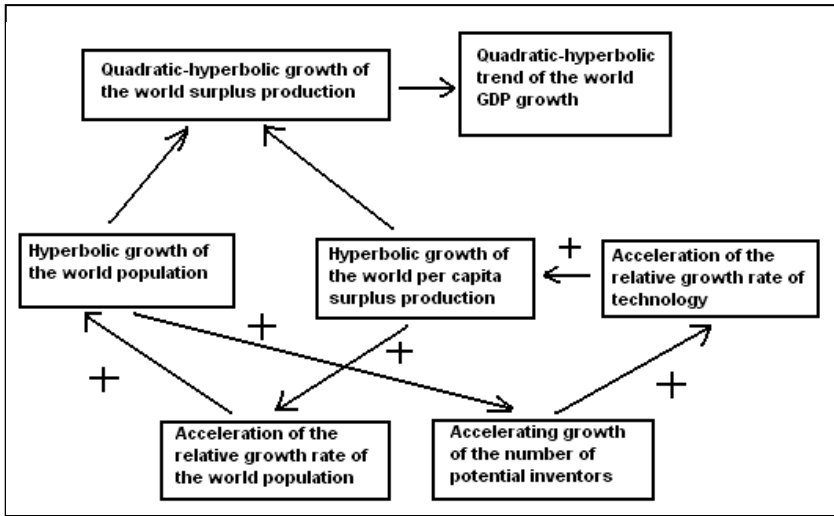 Quadratic-hyperbolic growth of
the world surplus production
Quadratic-hyperbolic
trend of the world
GDP growth
Hyperbolic growth of
the world population
Hyperbolic growth of
the world per capita
surplus production
+
Acceleration of the
relative growth rate of
technology
+
+
+
+
Acceleration of the
relative growth rate of
the world population
Accelerating growth
of the number of
potential inventors